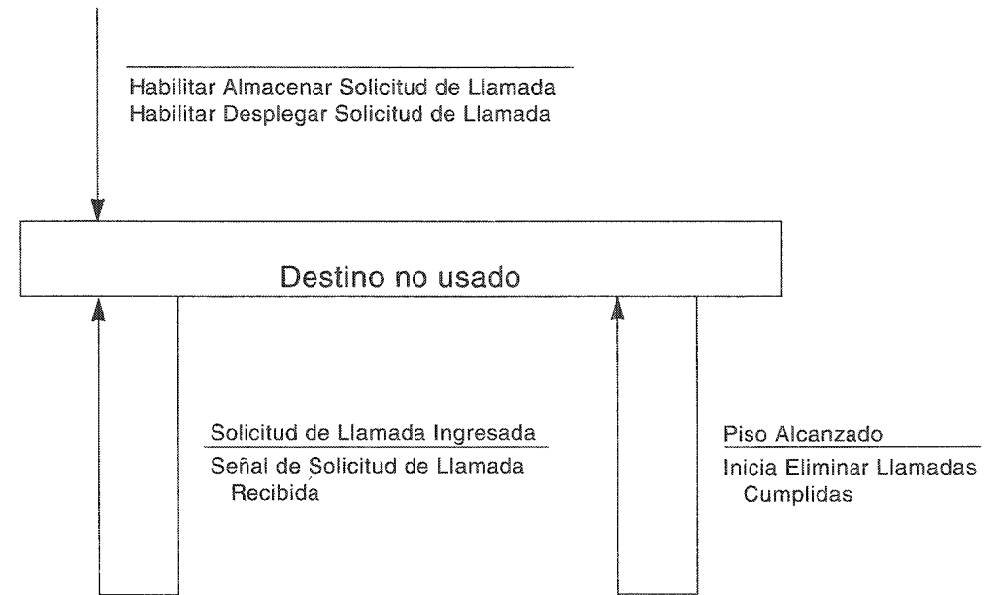 Habilitar Almacenar Solicitud de Llamada
Habilitar Desplegar Solicitud de Llamada
Destino no usado
Solicitud de Llamada Ingresada
Señal de Solicitud de Llamada
Recibida
Piso Alcanzado
Inicia Eliminar Llamadas
Cumplidas